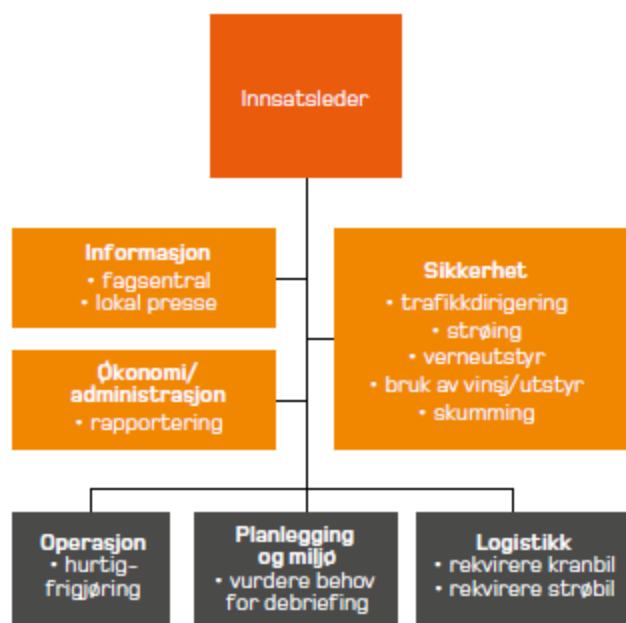 Innsatsleder
Informasjon
• fagsentral
• lokal presse
Sikkerhet
• trafikkdirigering
• strøing
• verneutstyr
• bruk av vinsj/utstyr
• skumming
Økonomi/
administrasjon
• rapportering
Operasjon
• hurtig-
frigjøring
Planlegging
og miljø
• vurdere behov
for debriefing
Logistikk
• rekvirere kranbil
• rekvirere strøbil